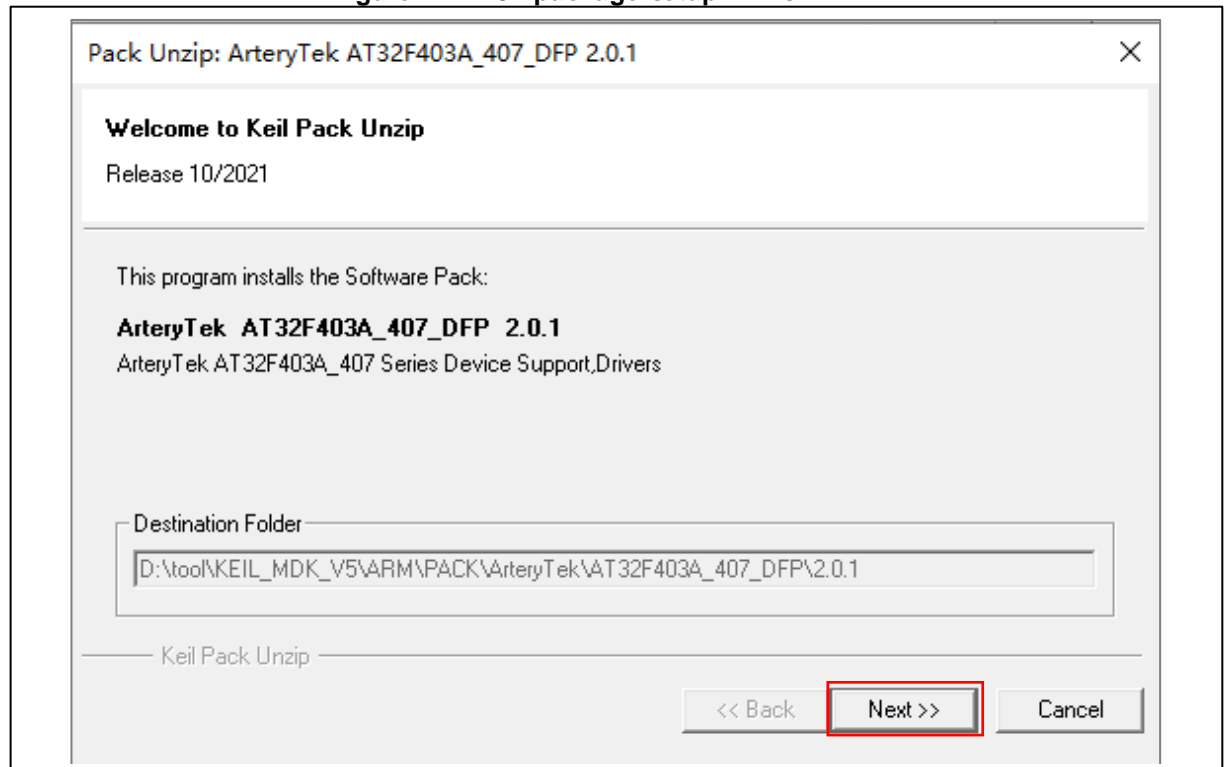 package setup
Pack Unzip: ArteryTek AT32F403A_407_DFP 2.0.1
Welcome to Keil Pack Unzip
Release 10/2021
This program installs the Software Pack:
ArteryTek AT32F403A_407_DFP 2.0.1
ArteryTek AT32F403A_407 Series Device Support,Drivers
Destination Folder
D:\tool\KEIL_MDK_V5\ARM\PACK\ArteryTek\AT32F403A_407_DFP\2.0.1
Keil Pack Unzip
<< Back Next >> Cancel